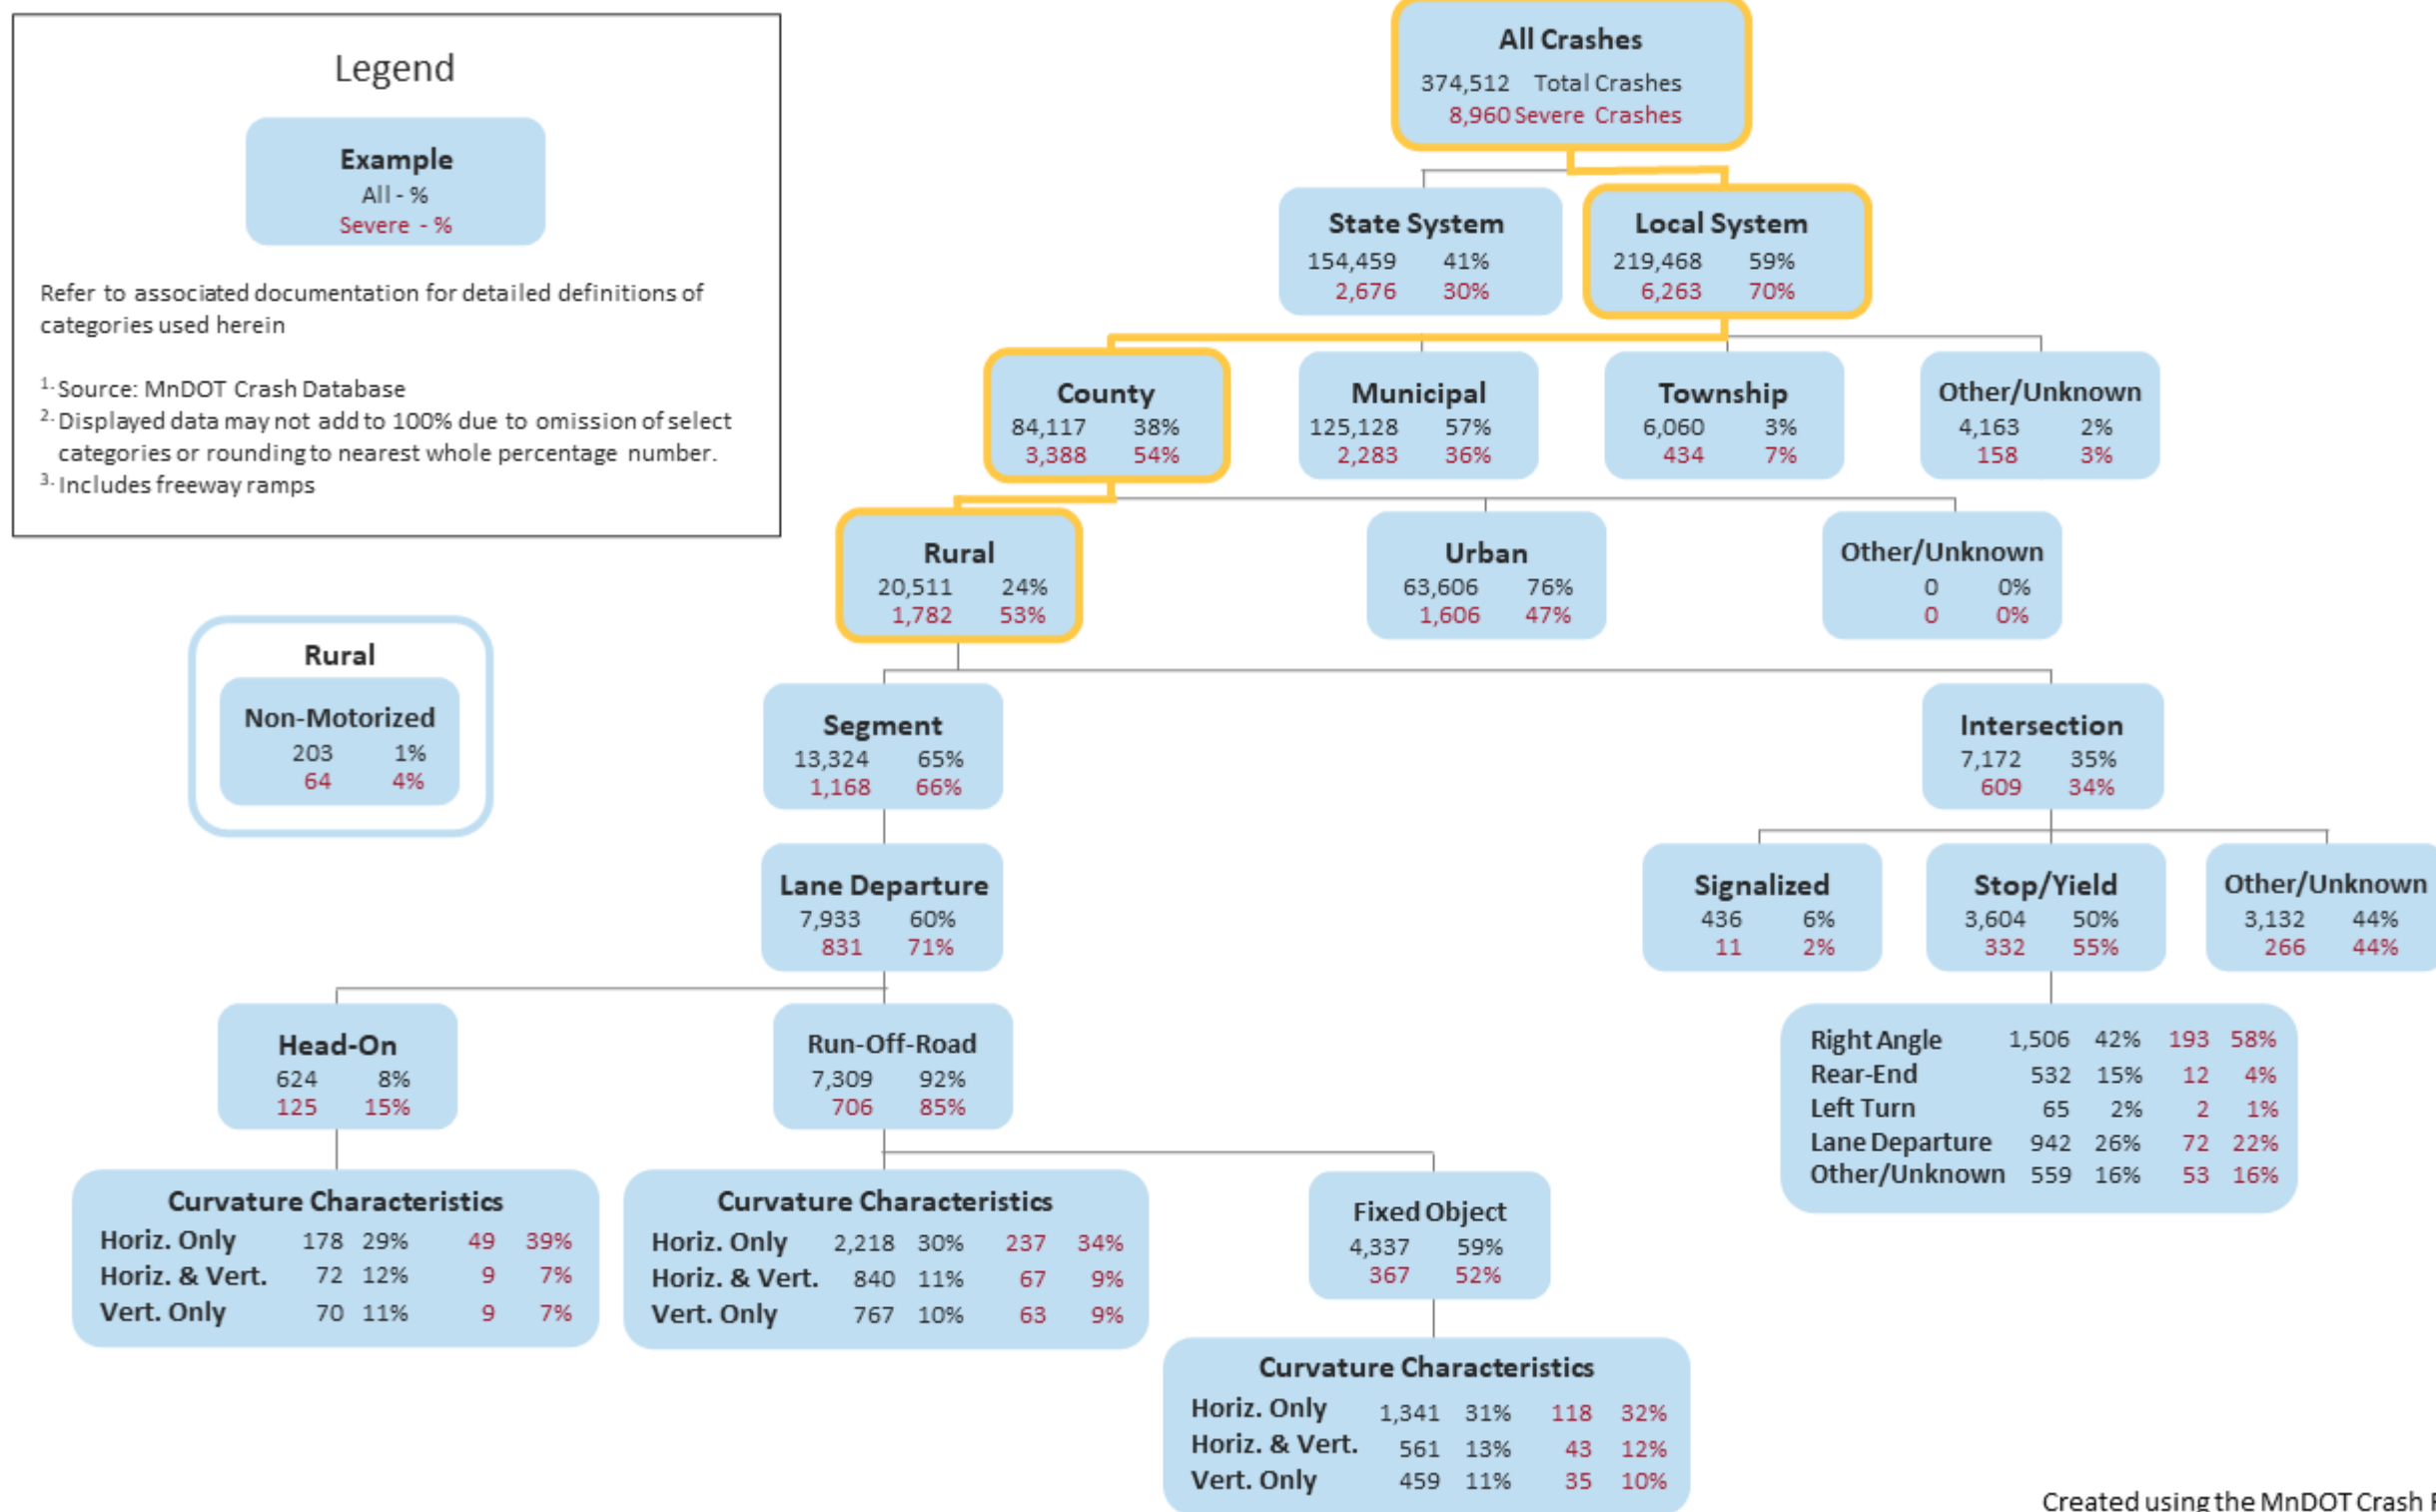 Legend
Example
All - %
Severe - %
Refer to associated documentation for detailed definitions of
categories used herein
1. Source: MnDOT Crash Database
2. Displayed data may not add to 100% due to omission of select
categories or rounding to nearest whole percentage number.
3. Includes freeway ramps
All Crashes
374,512 Total Crashes
8,960 Severe Crashes
State System
154,459 41%
2,676 30%
Local System
219,468 59%
6,263 70%
County
84,117 38%
3,388 54%
Municipal
125,128 57%
2,283 36%
Township
6,060 3%
434 7%
Other/Unknown
4,163 2%
158 3%
Rural
20,511 24%
1,782 53%
Urban
63,606 76%
1,606 47%
Other/Unknown
0 0%
0 0%
Rural
Non-Motorized
203 1%
64 4%
Segment
13,324 65%
1,168 66%
Intersection
7,172 35%
609 34%
Lane Departure
7,933 60%
831 71%
Signalized
436 6%
11 2%
Stop/Yield
3,604 50%
332 55%
Other/Unknown
3,132 44%
266 44%
Head-On
624 8%
125 15%
Run-Off-Road
7,309 92%
706 85%
Right Angle 1,506 42% 193 58%
Rear-End 532 15% 12 4%
Left Turn 65 2% 2 1%
Lane Departure 942 26% 72 22%
Other/Unknown 559 16% 53 16%
Curvature Characteristics
Horiz. Only 178 29% 49 39%
Horiz. & Vert. 72 12% 9 7%
Vert. Only 70 11% 9 7%
Curvature Characteristics
Horiz. Only 2,218 30% 237 34%
Horiz. & Vert. 840 11% 67 9%
Vert. Only 767 10% 63 9%
Fixed Object
4,337 59%
367 52%
Curvature Characteristics
Horiz. Only 1,341 31% 118 32%
Horiz. & Vert. 561 13% 43 12%
Vert. Only 459 11% 35 10%
Created using the MnDOT Crash